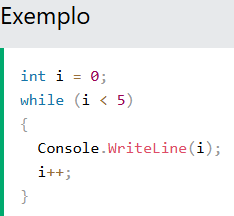 Exemplo
int i = 0;
while (i < 5)
{
  Console.WriteLine(i);
  i++;
}